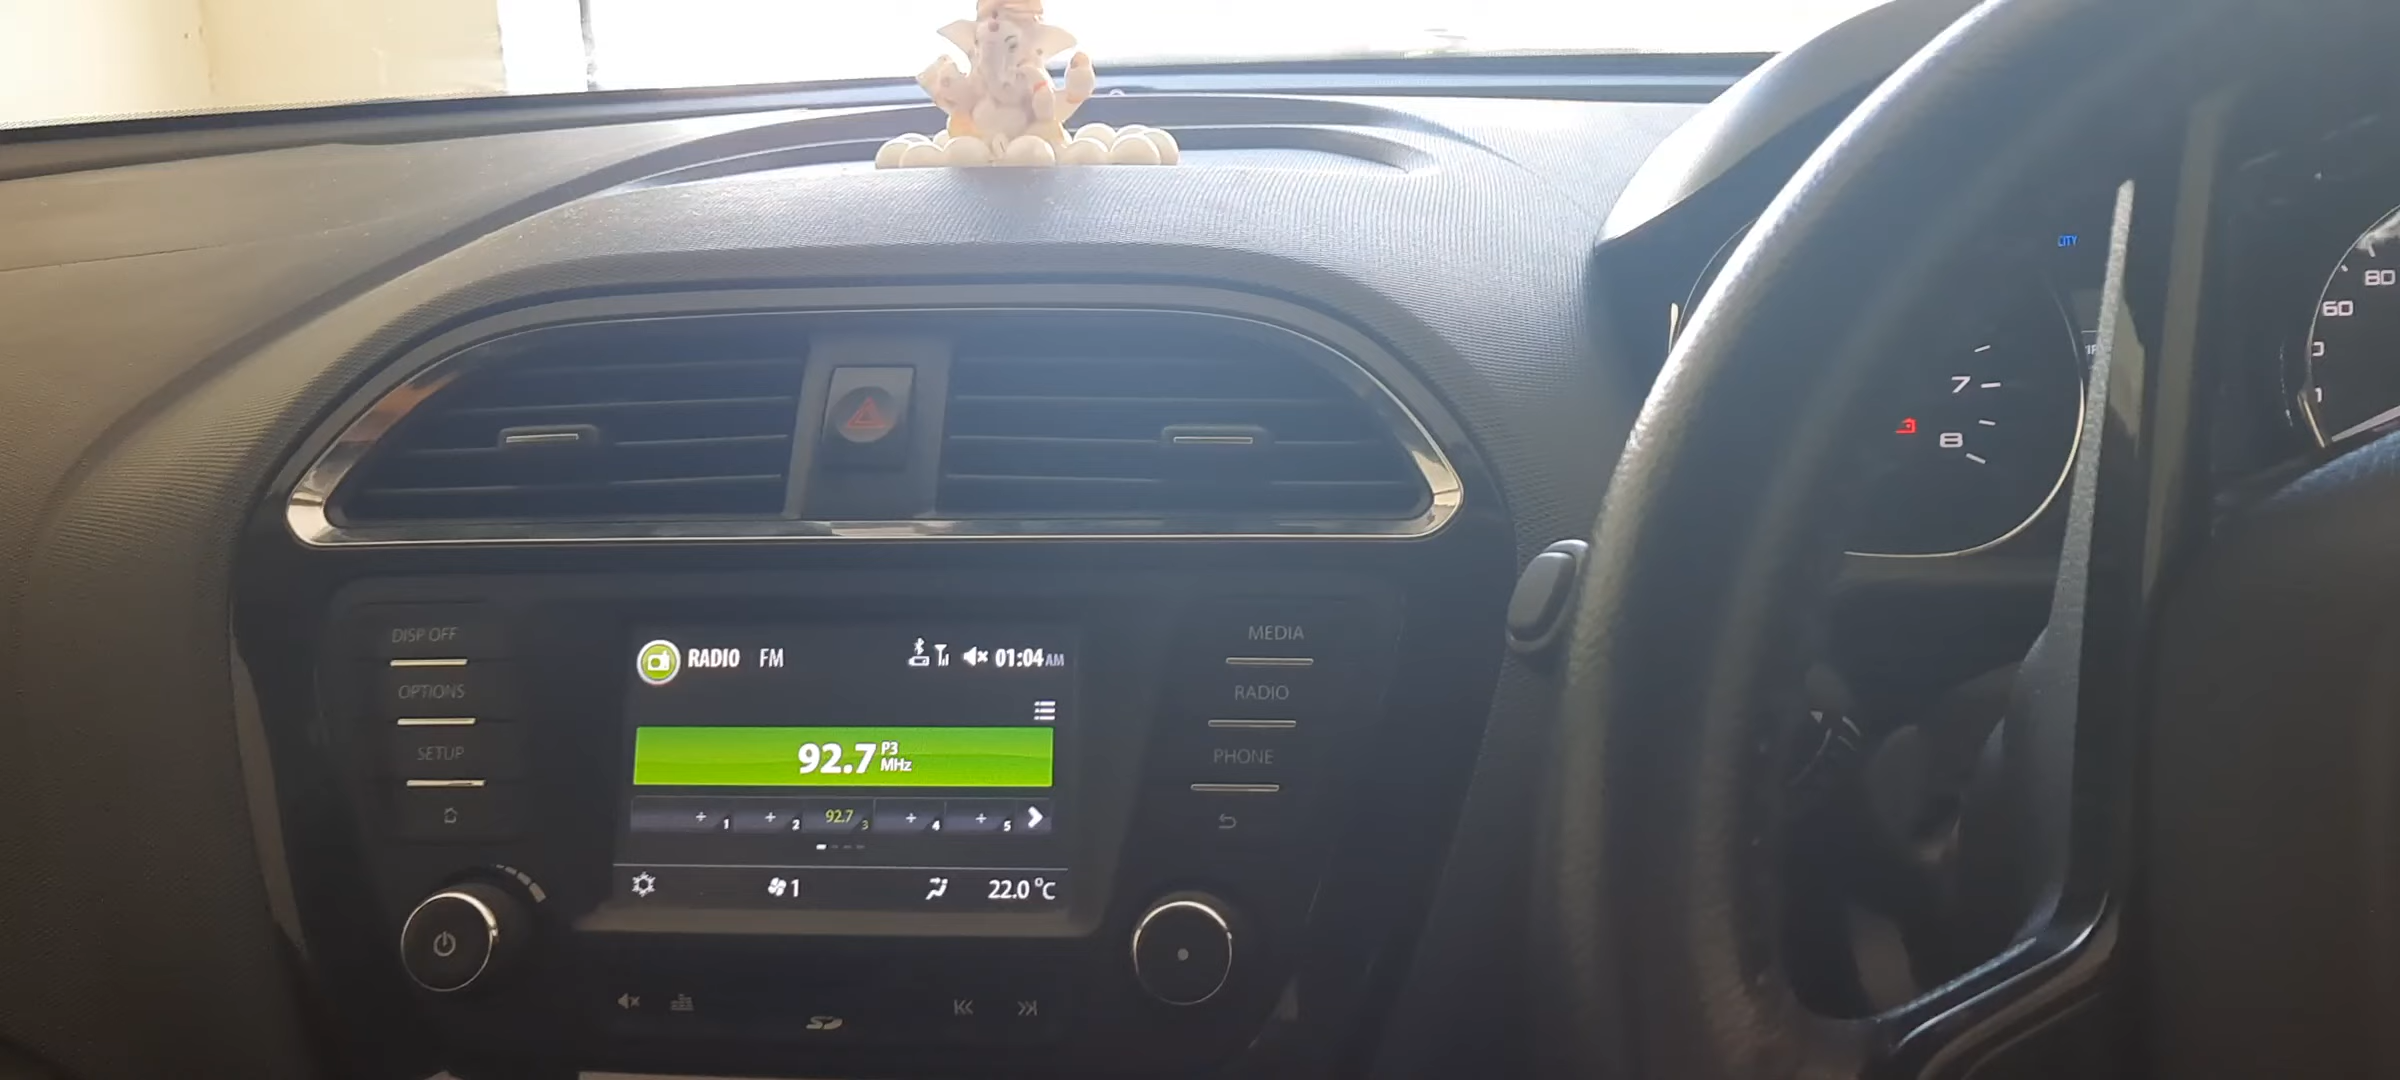 CITY
80
60
7
8
DISP OFF
OPTIONS
SETUP
RADIO FM 01:04 AM
92.7 P3 MHz
+ 1 + 2 92.7 3 + 4 + 5
1 22.0 °C
MEDIA
RADIO
PHONE